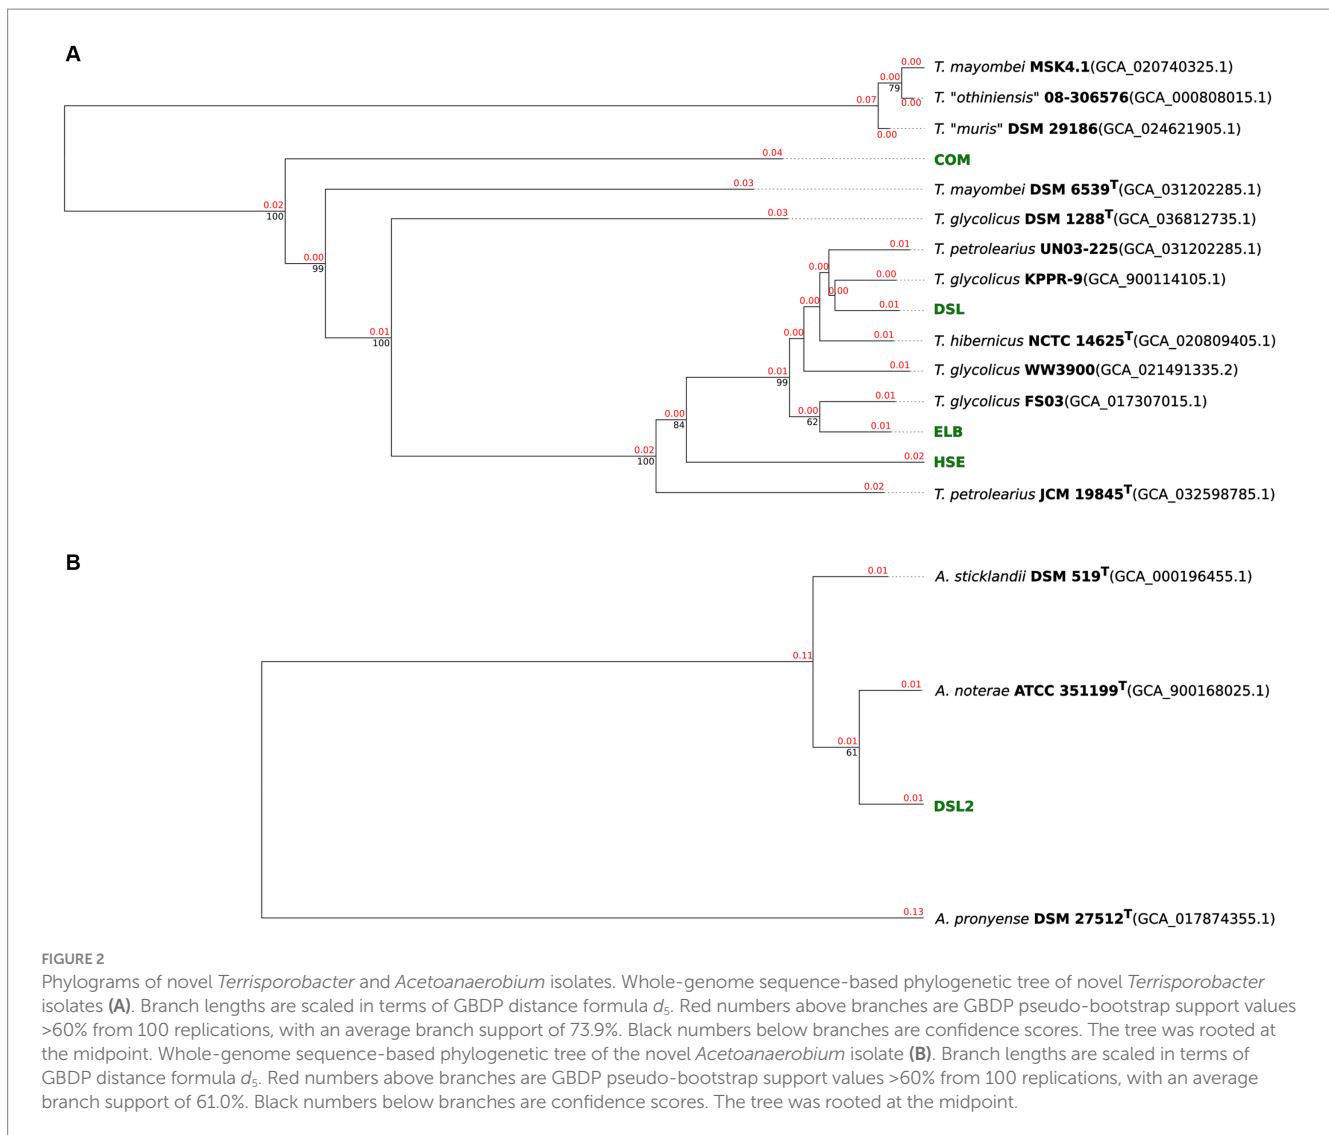 A
0.00
T. mayombei MSK4.1(GCA_020740325.1)
0.00
79
0.07
0.00
T. "othiniensis" 08-306576(GCA_000808015.1)
0.00
T. "muris" DSM 29186(GCA_024621905.1)
0.04
COM
0.03
T. mayombei DSM 6539T(GCA_031202285.1)
0.02
100
0.03
T. glycolicus DSM 1288T(GCA_036812735.1)
0.01
T. petrolearius UN03-225(GCA_031202285.1)
0.00
99
0.00
0.00
T. glycolicus KPPR-9(GCA_900114105.1)
0.00
0.00
0.01
DSL
0.01
100
0.00
0.01
T. hibernicus NCTC 14625T(GCA_020809405.1)
0.01
99
0.01
T. glycolicus WW3900(GCA_021491335.2)
0.01
T. glycolicus FS03(GCA_017307015.1)
0.00
84
0.00
62
0.01
ELB
0.02
100
0.02
HSE
0.02
T. petrolearius JCM 19845T(GCA_032598785.1)
B
0.01
A. sticklandii DSM 519T(GCA_000196455.1)
0.11
0.01
A. noterae ATCC 351199T(GCA_900168025.1)
0.01
61
0.01
DSL2
0.13
A. pronyense DSM 27512T(GCA_017874355.1)
FIGURE 2
Phylograms of novel Terrisporobacter and Acetoanaerobium isolates. Whole-genome sequence-based phylogenetic tree of novel Terrisporobacter
isolates (A). Branch lengths are scaled in terms of GBDP distance formula d5. Red numbers above branches are GBDP pseudo-bootstrap support values
>60% from 100 replications, with an average branch support of 73.9%. Black numbers below branches are confidence scores. The tree was rooted at
the midpoint. Whole-genome sequence-based phylogenetic tree of the novel Acetoanaerobium isolate (B). Branch lengths are scaled in terms of
GBDP distance formula d5. Red numbers above branches are GBDP pseudo-bootstrap support values >60% from 100 replications, with an average
branch support of 61.0%. Black numbers below branches are confidence scores. The tree was rooted at the midpoint.